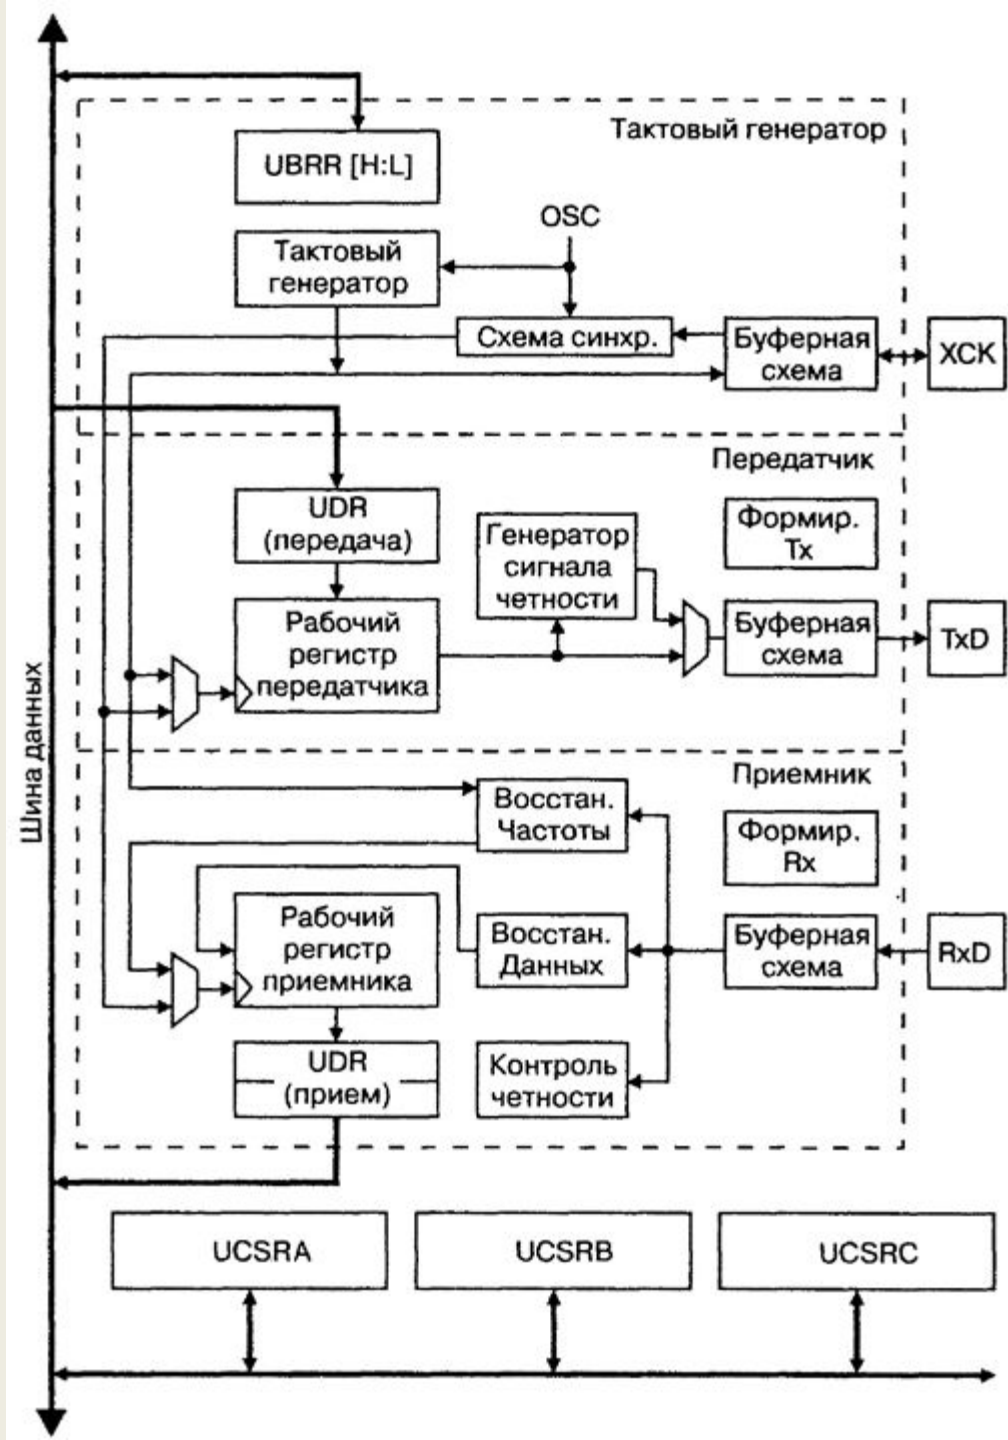 Тактовый генератор
UBRR [H:L]
OSC
Тактовый
генератор
Схема синхр.
Буферная
схема
XCK
Передатчик
UDR
(передача)
Генератор
сигнала
четности
Формир.
Tx
Рабочий
регистр
передатчика
Буферная
схема
TxD
Шина данных
Приемник
Восстан.
Частоты
Формир.
Rx
Рабочий
регистр
приемника
Восстан.
Данных
Буферная
схема
RxD
UDR
(прием)
Контроль
четности
UCSRA
UCSRB
UCSRC